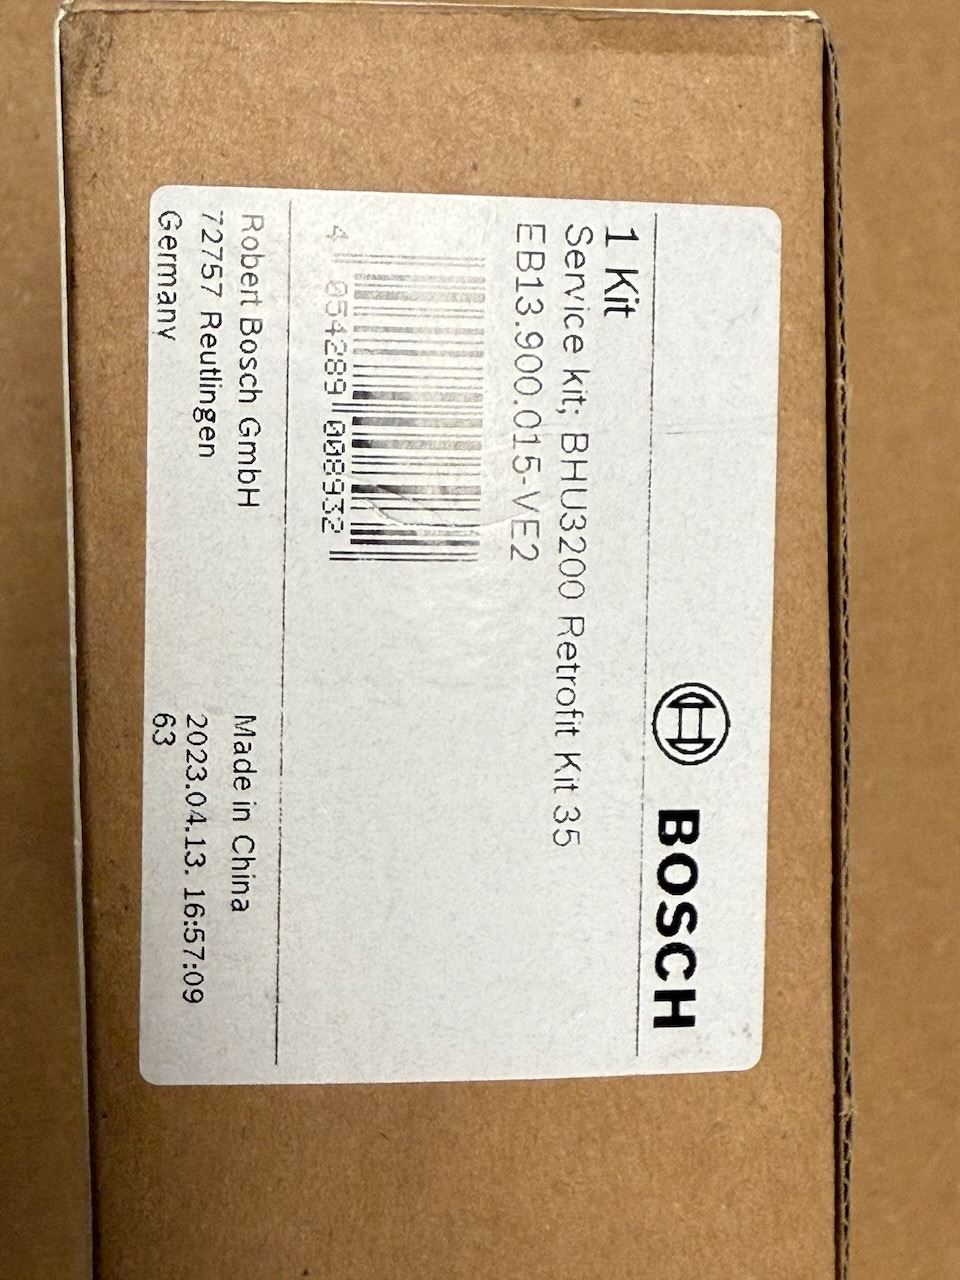 BOSCH
1 Kit
Service kit; BHU3200 Retrofit Kit 35
EB13.900.015-VE2
4 054289 008932
Robert Bosch GmbH
72757 Reutlingen
Germany
Made in China
2023.04.13. 16:57:09
63